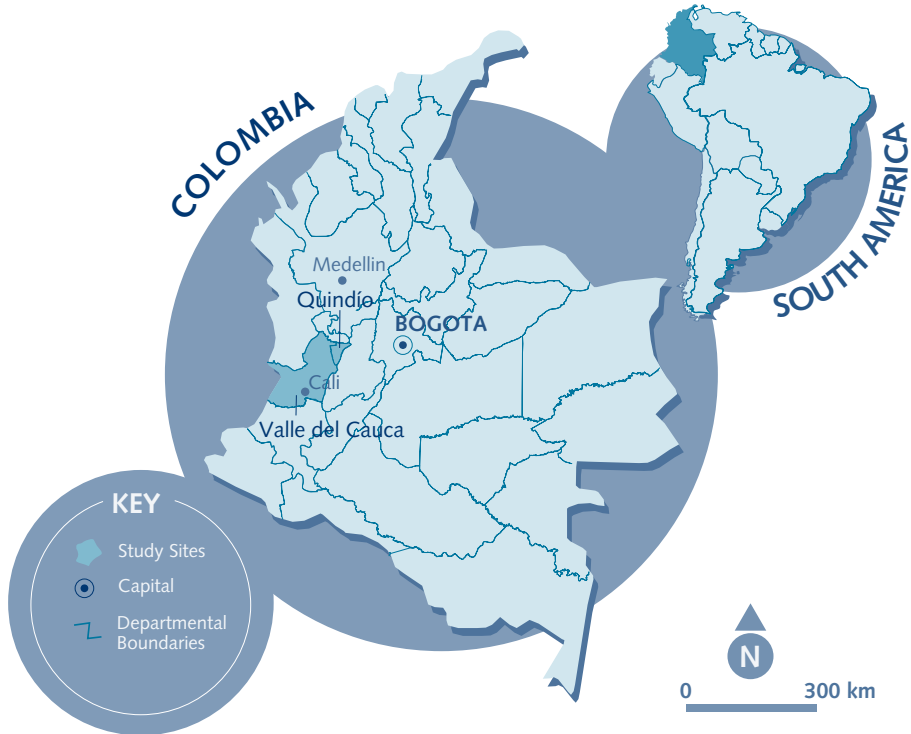 COLOMBIA
SOUTH AMERICA
Medellin
Quindío
BOGOTA
Cali
Valle del Cauca
KEY
Study Sites
Capital
Departmental
Boundaries
N
0 300 km